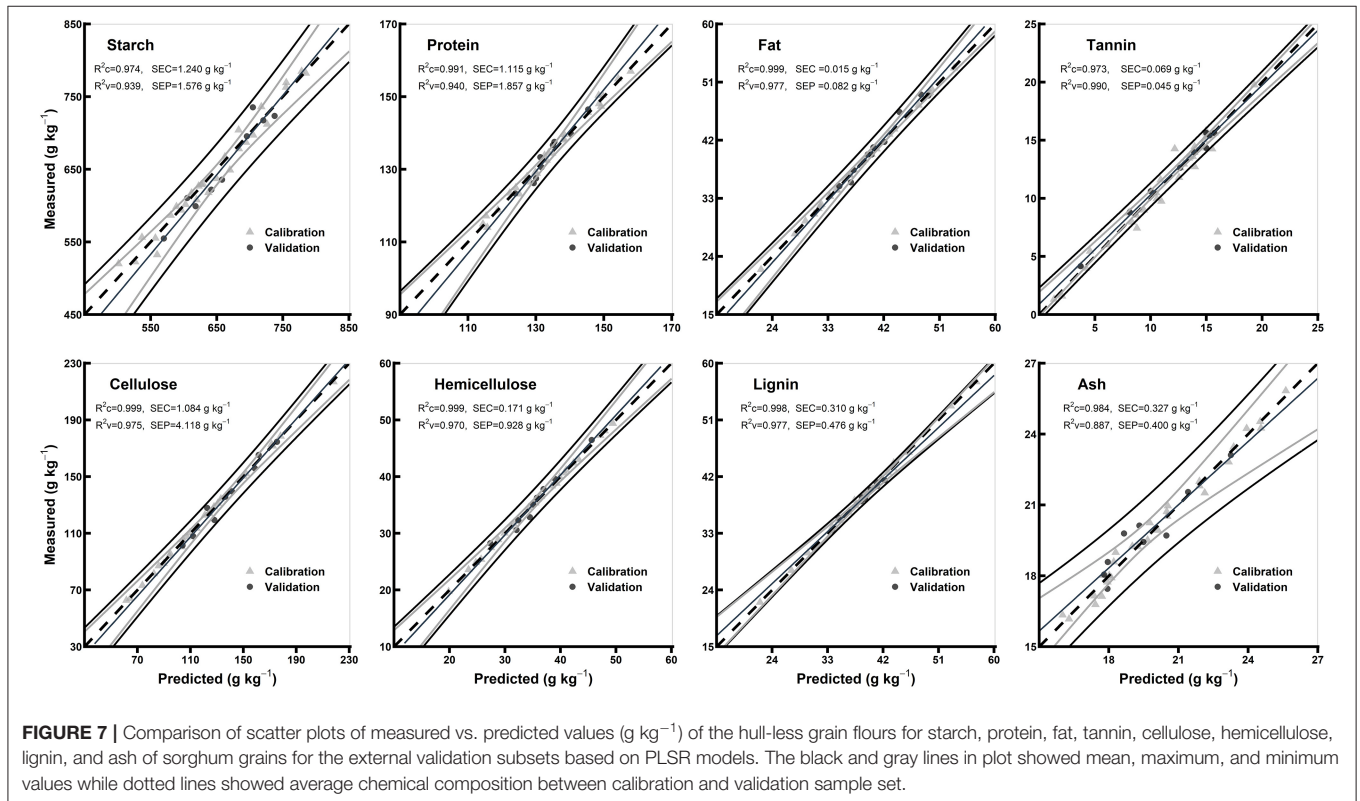 Starch
R²c=0.974, SEC=1.240 g kg⁻¹
R²v=0.939, SEP=1.576 g kg⁻¹
850
750
650
550
450
Measured (g kg⁻¹)
550 650 750 850
Calibration
Validation
Protein
R²c=0.991, SEC=1.115 g kg⁻¹
R²v=0.940, SEP=1.857 g kg⁻¹
170
150
130
110
90
110 130 150 170
Calibration
Validation
Fat
R²c=0.999, SEC =0.015 g kg⁻¹
R²v=0.977, SEP =0.082 g kg⁻¹
60
51
42
33
24
15
24 33 42 51 60
Calibration
Validation
Tannin
R²c=0.973, SEC=0.069 g kg⁻¹
R²v=0.990, SEP=0.045 g kg⁻¹
25
20
15
10
5
0
5 10 15 20 25
Calibration
Validation
Cellulose
R²c=0.999, SEC=1.084 g kg⁻¹
R²v=0.975, SEP=4.118 g kg⁻¹
230
190
150
110
70
30
Measured (g kg⁻¹)
70 110 150 190 230
Predicted (g kg⁻¹)
Calibration
Validation
Hemicellulose
R²c=0.999, SEC=0.171 g kg⁻¹
R²v=0.970, SEP=0.928 g kg⁻¹
60
50
40
30
20
10
20 30 40 50 60
Predicted (g kg⁻¹)
Calibration
Validation
Lignin
R²c=0.998, SEC=0.310 g kg⁻¹
R²v=0.977, SEP=0.476 g kg⁻¹
60
51
42
33
24
15
24 33 42 51 60
Predicted (g kg⁻¹)
Calibration
Validation
Ash
R²c=0.984, SEC=0.327 g kg⁻¹
R²v=0.887, SEP=0.400 g kg⁻¹
27
24
21
18
15
18 21 24 27
Predicted (g kg⁻¹)
Calibration
Validation
FIGURE 7 | Comparison of scatter plots of measured vs. predicted values (g kg⁻¹) of the hull-less grain flours for starch, protein, fat, tannin, cellulose, hemicellulose,
lignin, and ash of sorghum grains for the external validation subsets based on PLSR models. The black and gray lines in plot showed mean, maximum, and minimum
values while dotted lines showed average chemical composition between calibration and validation sample set.